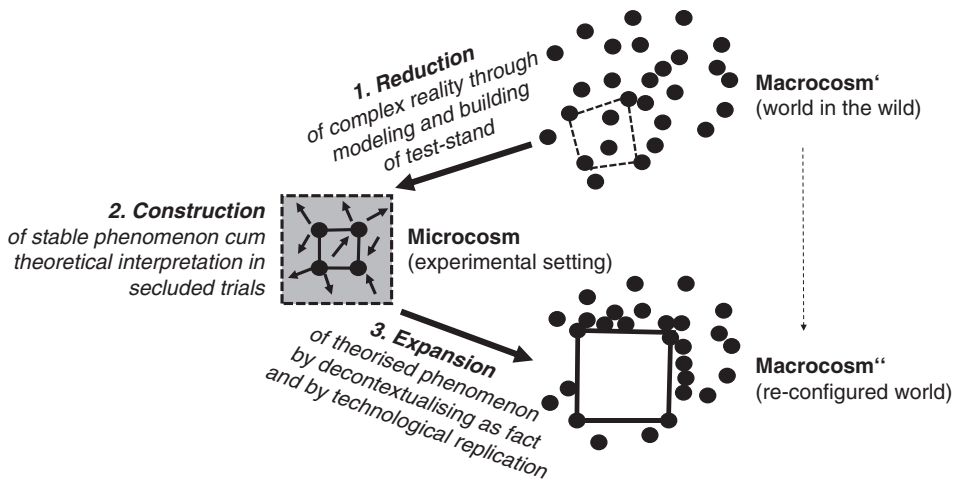 1. Reduction
of complex reality through
modeling and building
of test-stand
Macrocosm‘
(world in the wild)
2. Construction
of stable phenomenon cum
theoretical interpretation in
secluded trials
Microcosm
(experimental setting)
3. Expansion
of theorised phenomenon
by decontextualising as fact
and by technological replication
Macrocosm“
(re-configured world)